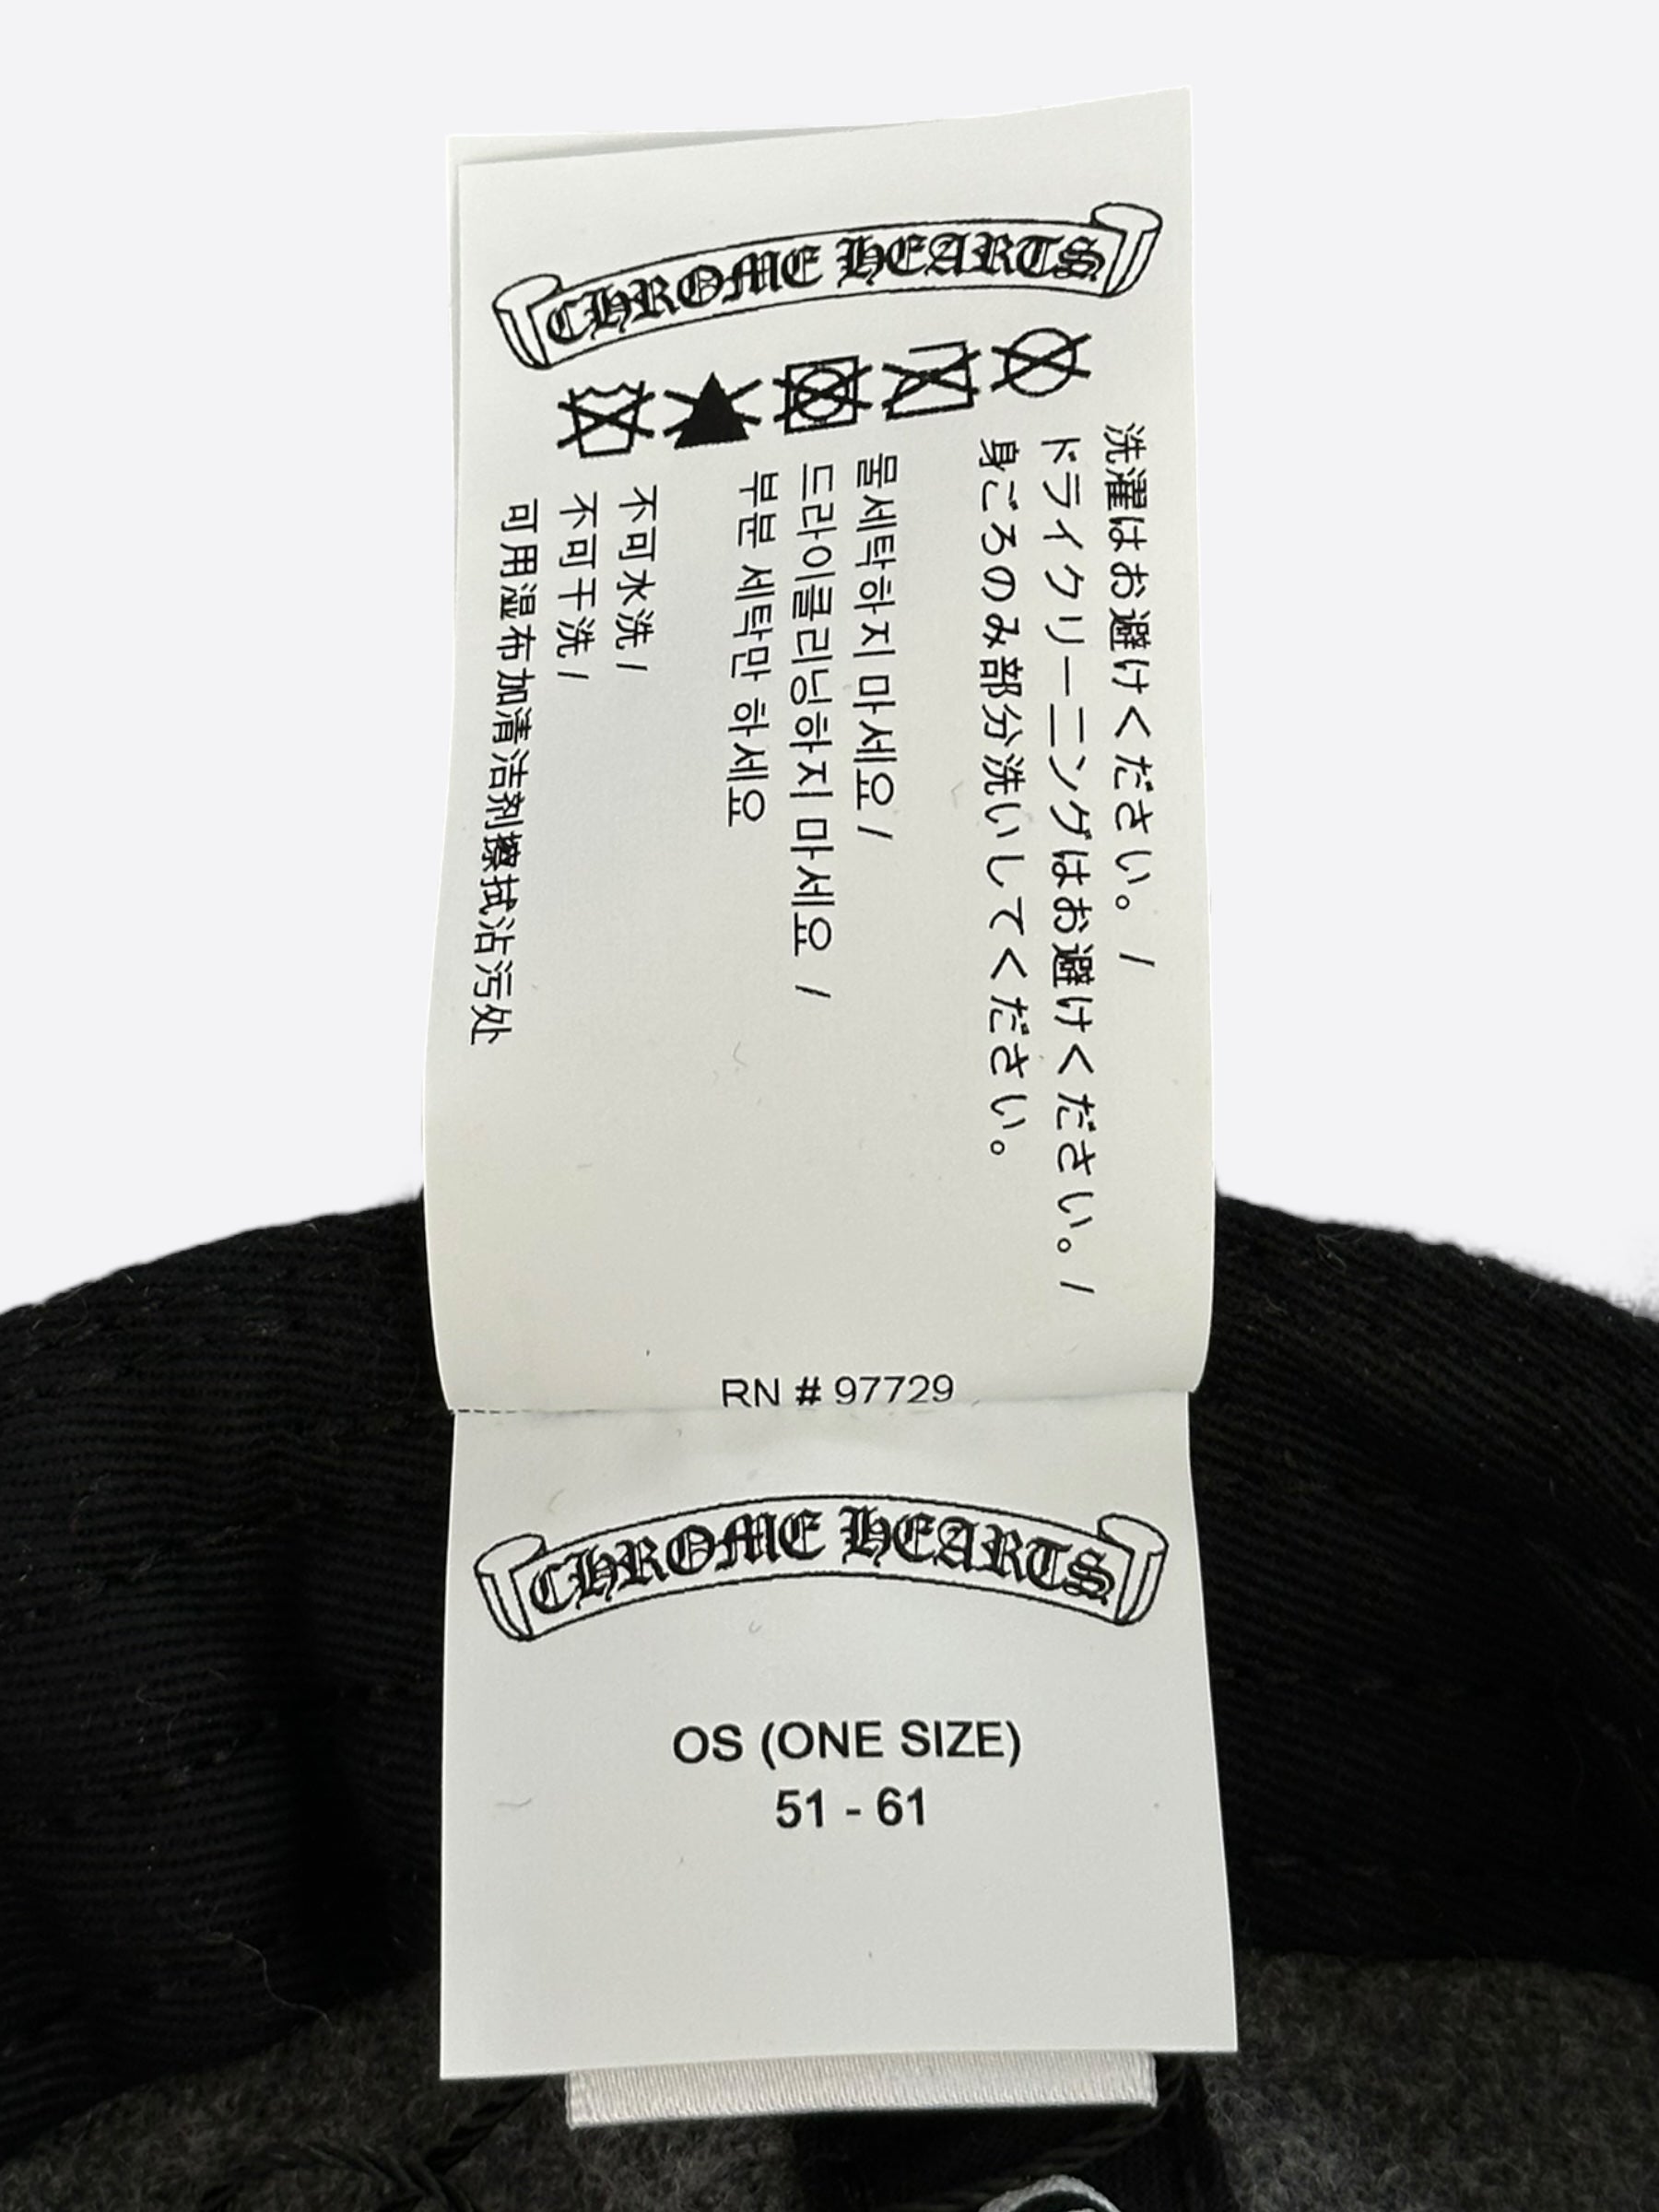 CHROME HEARTS
洗濯はお避けください。 /
ドライクリーニングはお避けください。 /
身ごろのみ部分洗いしてください。
물세탁하지 마세요 /
드라이클리닝하지 마세요 /
부분 세탁만 하세요
不可水洗 /
不可干洗 /
可用湿布加清洁剂擦拭沾污处
RN # 97729
CHROME HEARTS
OS (ONE SIZE)
51 - 61